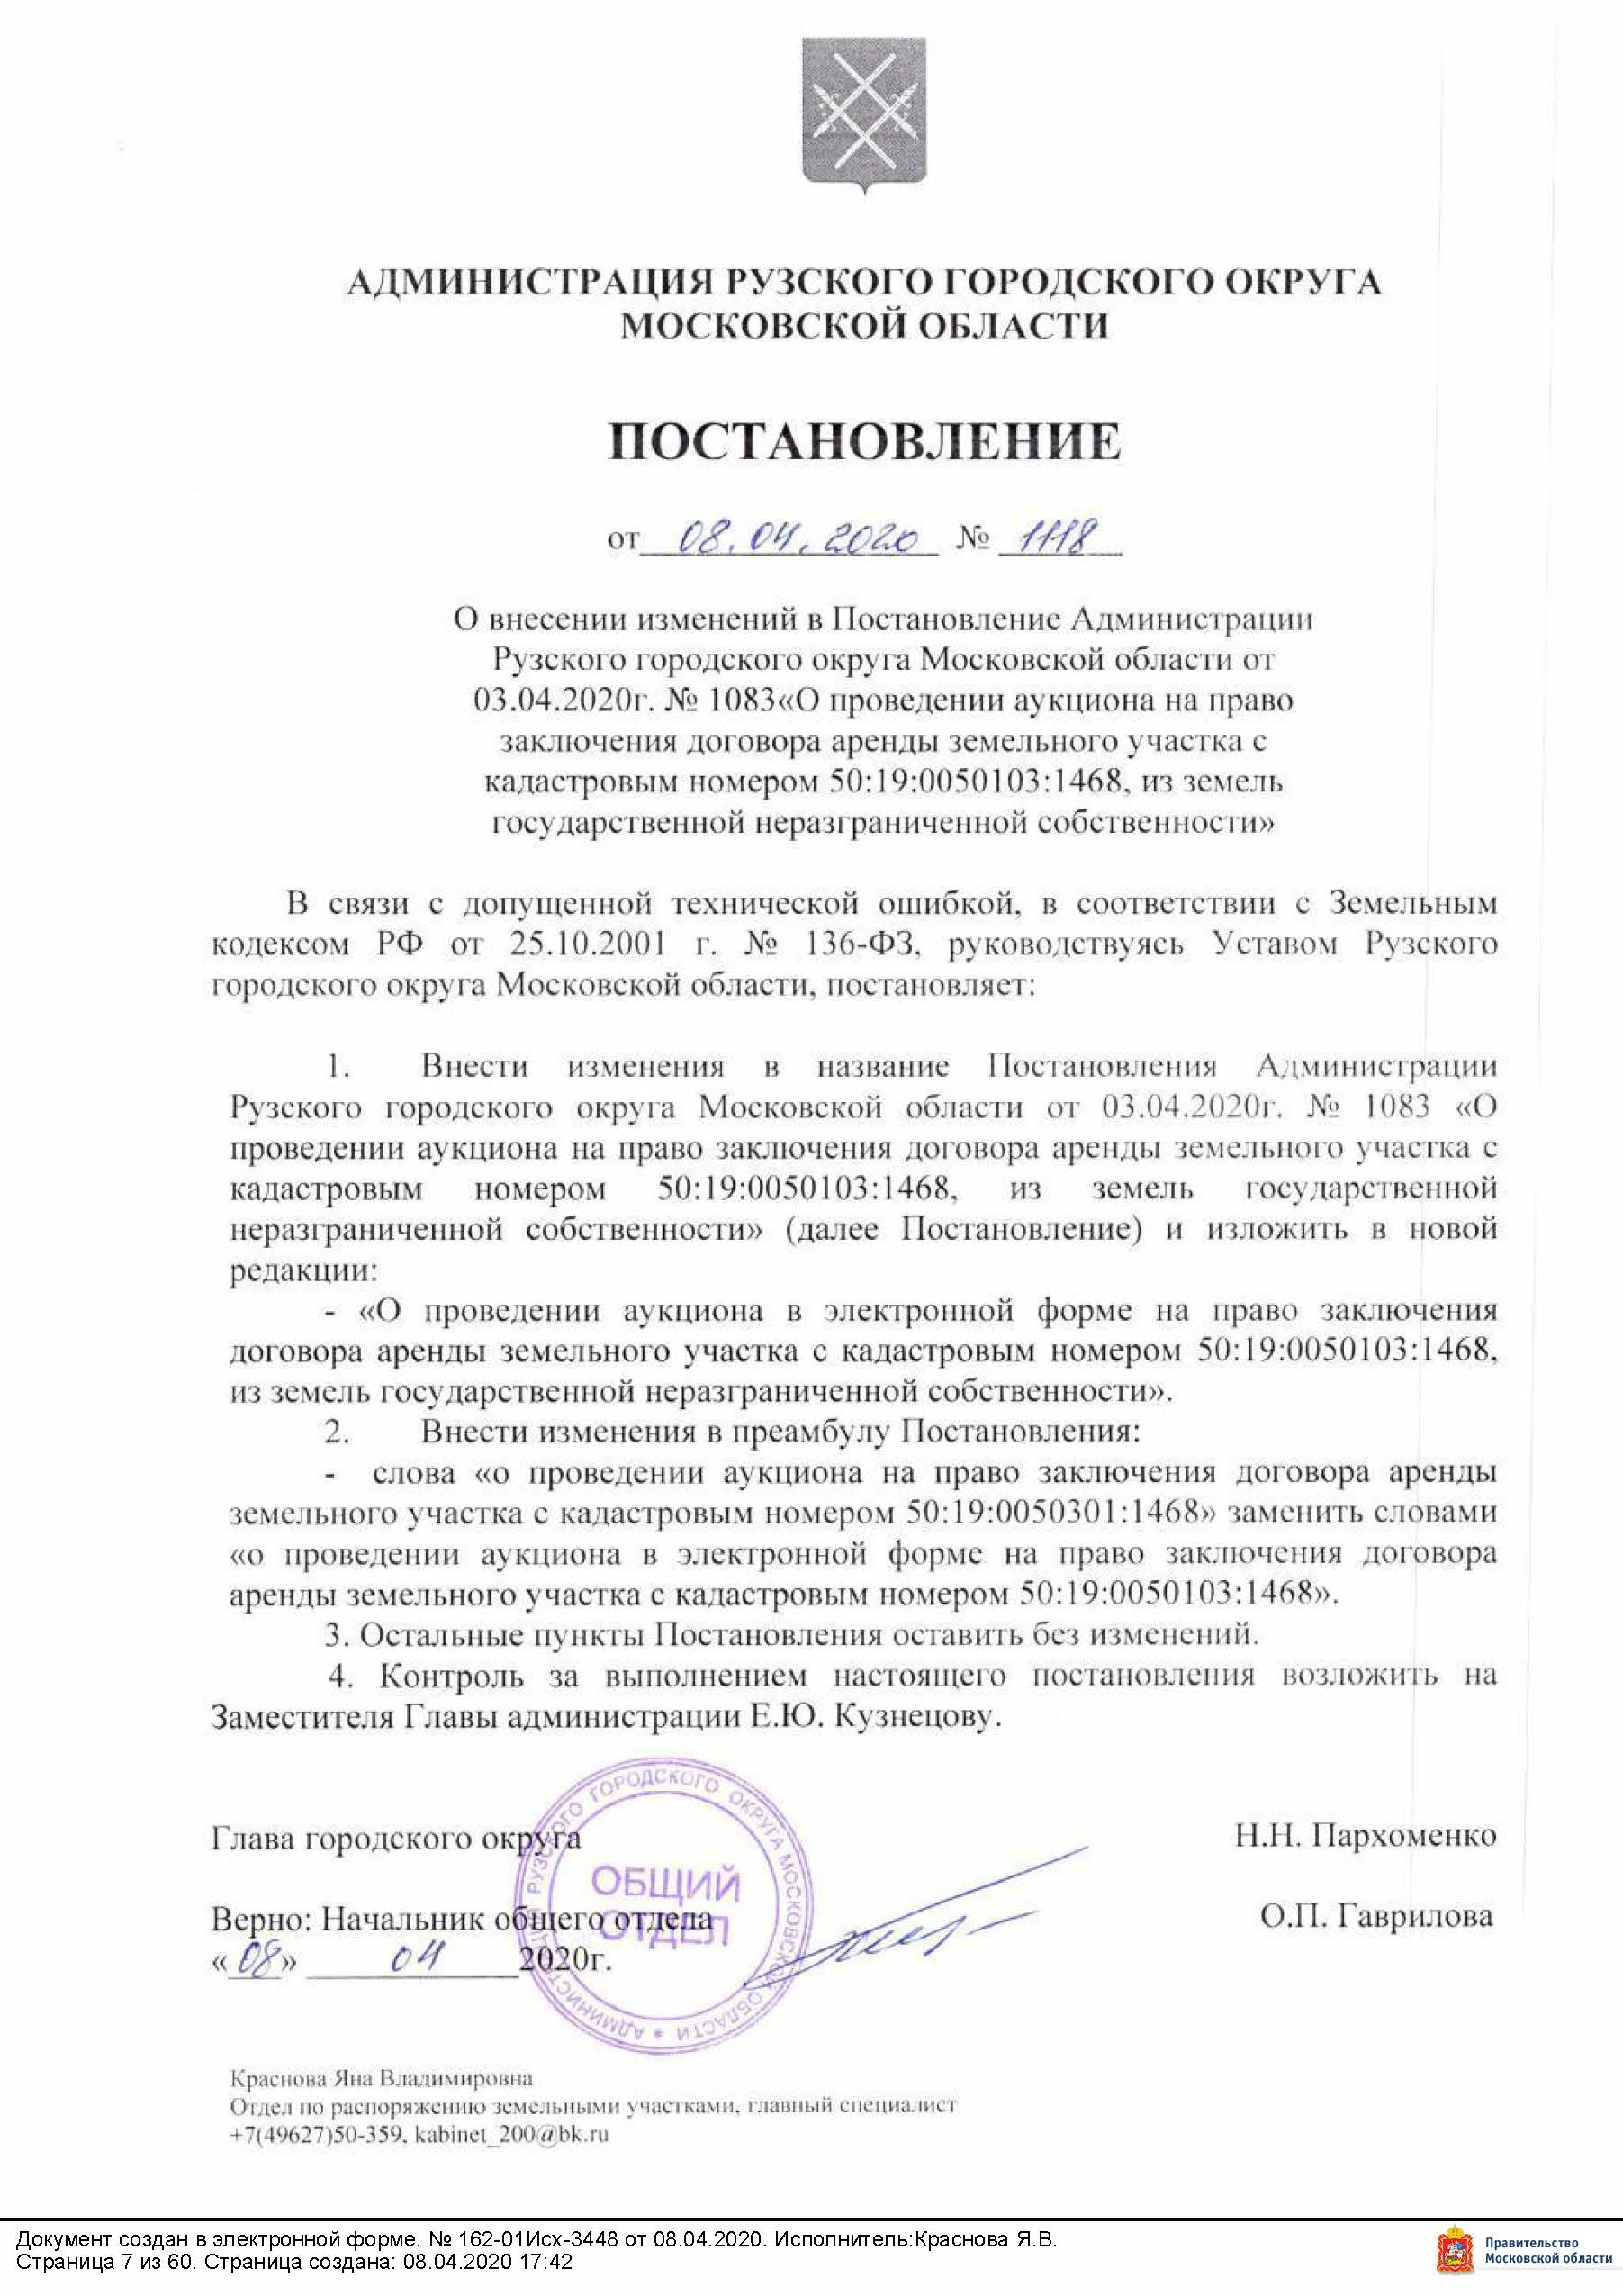 АДМИНИСТРАЦИЯ РУЗСКОГО ГОРОДСКОГО ОКРУГА
МОСКОВСКОЙ ОБЛАСТИ
ПОСТАНОВЛЕНИЕ
от 08.04.2020 № 1118
О внесении изменений в Постановление Администрации
Рузского городского округа Московской области от
03.04.2020г. № 1083«О проведении аукциона на право
заключения договора аренды земельного участка с
кадастровым номером 50:19:0050103:1468, из земель
государственной неразграниченной собственности»
В связи с допущенной технической ошибкой, в соответствии с Земельным
кодексом РФ от 25.10.2001 г. № 136-ФЗ, руководствуясь Уставом Рузского
городского округа Московской области, постановляет:
1. Внести изменения в название Постановления Администрации
Рузского городского округа Московской области от 03.04.2020г. № 1083 «О
проведении аукциона на право заключения договора аренды земельного участка с
кадастровым номером 50:19:0050103:1468, из земель государственной
неразграниченной собственности» (далее Постановление) и изложить в новой
редакции:
- «О проведении аукциона в электронной форме на право заключения
договора аренды земельного участка с кадастровым номером 50:19:0050103:1468,
из земель государственной неразграниченной собственности».
2. Внести изменения в преамбулу Постановления:
- слова «о проведении аукциона на право заключения договора аренды
земельного участка с кадастровым номером 50:19:0050301:1468» заменить словами
«о проведении аукциона в электронной форме на право заключения договора
аренды земельного участка с кадастровым номером 50:19:0050103:1468».
3. Остальные пункты Постановления оставить без изменений.
4. Контроль за выполнением настоящего постановления возложить на
Заместителя Главы администрации Е.Ю. Кузнецову.
Глава городского округа Н.Н. Пархоменко
Верно: Начальник общего отдела О.П. Гаврилова
«08» 04 2020г.
АДМИНИСТРАЦИЯ РУЗСКОГО ГОРОДСКОГО ОКРУГА МОСКОВСКОЙ ОБЛАСТИ *
ОБЩИЙ
ОТДЕЛ
Краснова Яна Владимировна
Отдел по распоряжению земельными участками, главный специалист
+7(49627)50-359, kabinet_200@bk.ru
Документ создан в электронной форме. № 162-01Исх-3448 от 08.04.2020. Исполнитель:Краснова Я.В.
Страница 7 из 60. Страница создана: 08.04.2020 17:42
Правительство
Московской области